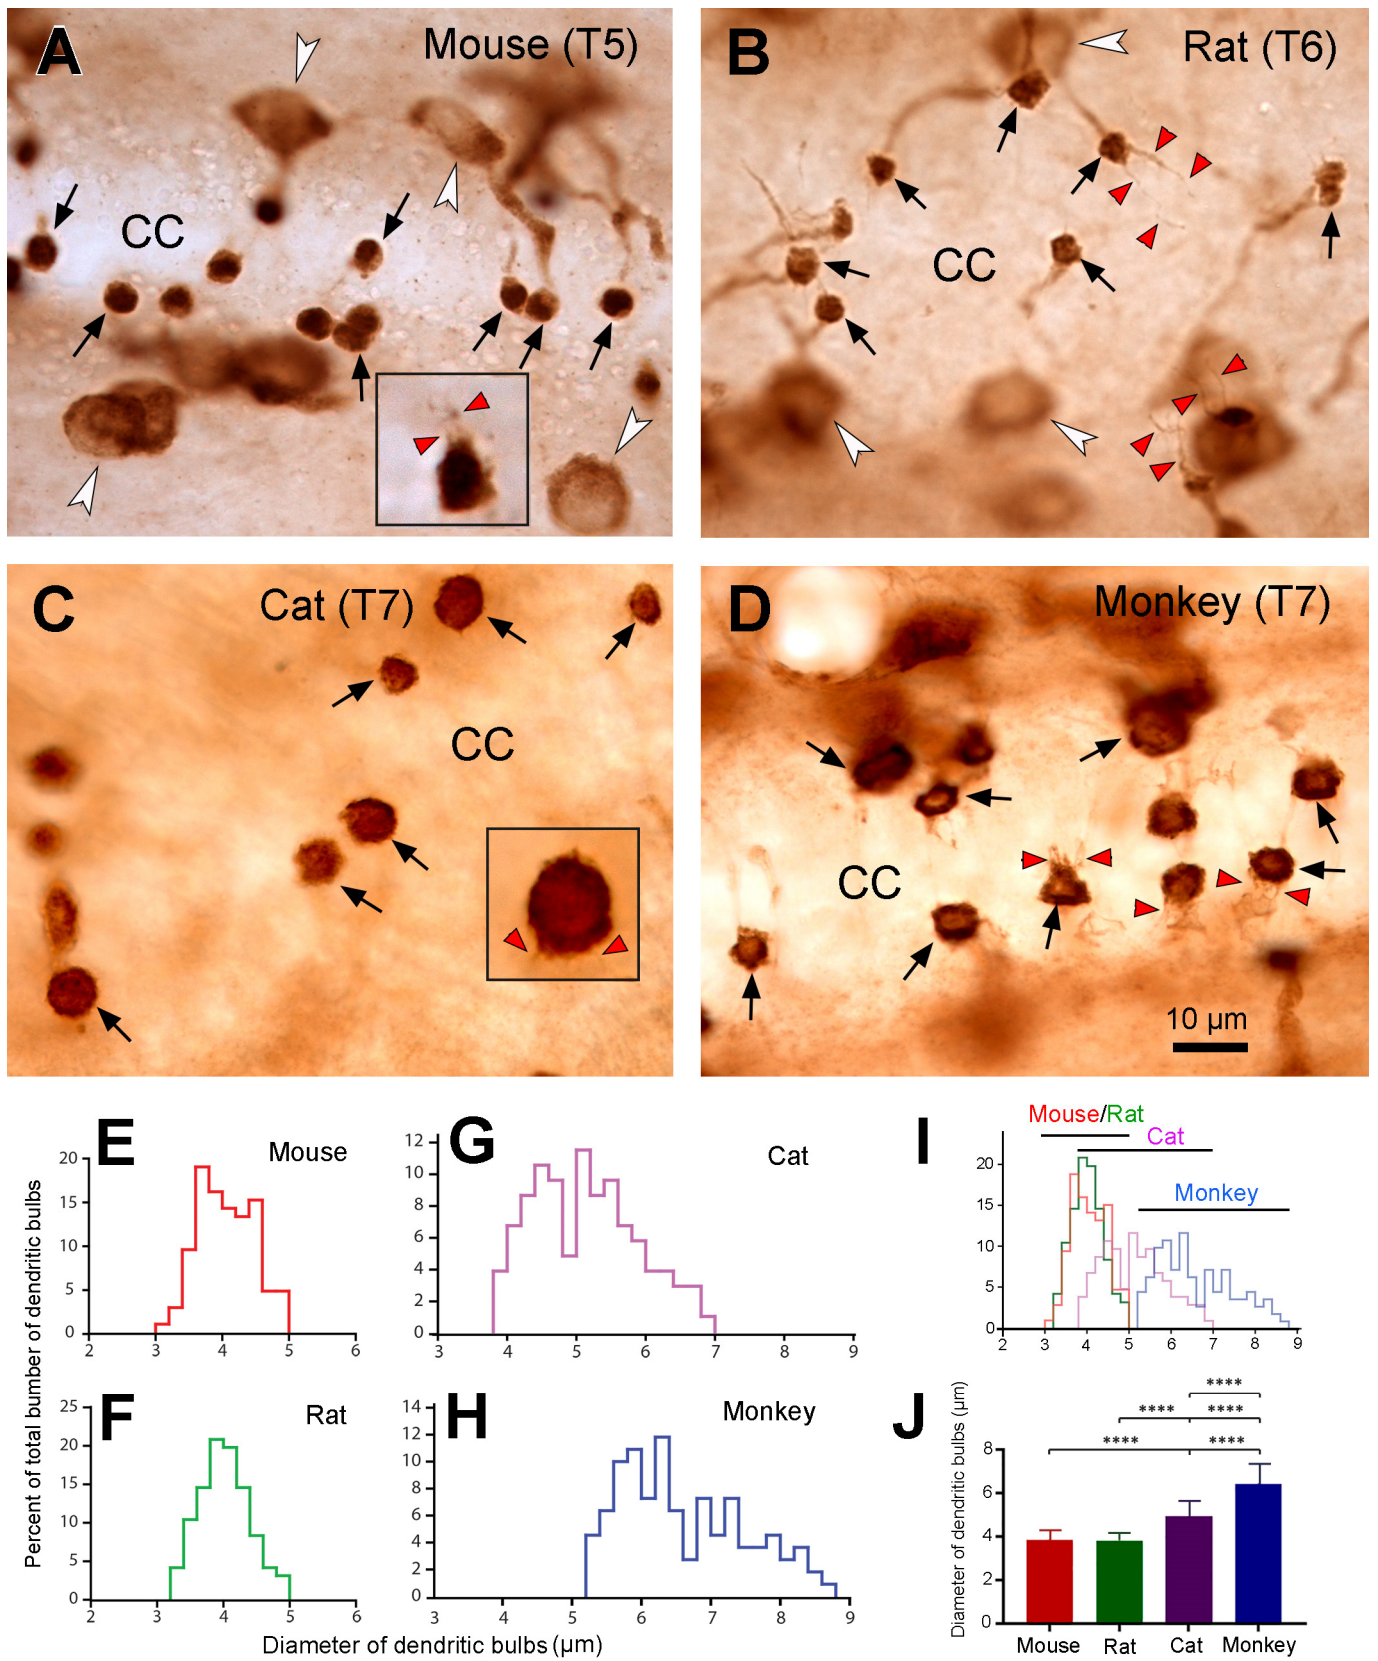 A Mouse (T5)
CC
B Rat (T6)
CC
C Cat (T7)
CC
D Monkey (T7)
CC
10 µm
Percent of total bumber of dendritic bulbs
E Mouse
20
15
10
5
0
2 3 4 5 6
G Cat
12
10
8
6
4
2
0
4 5 6 7 8 9
F Rat
25
20
15
10
5
0
2 3 4 5 6
H Monkey
14
12
10
8
6
4
2
0
3 4 5 6 7 8 9
Diameter of dendritic bulbs (µm)
I Mouse/Rat
Cat
Monkey
20
15
10
5
0
2 3 4 5 6 7 8 9
J
Diameter of dendritic bulbs (µm)
****
**** ****
**** ****
8
6
4
2
0
Mouse Rat Cat Monkey